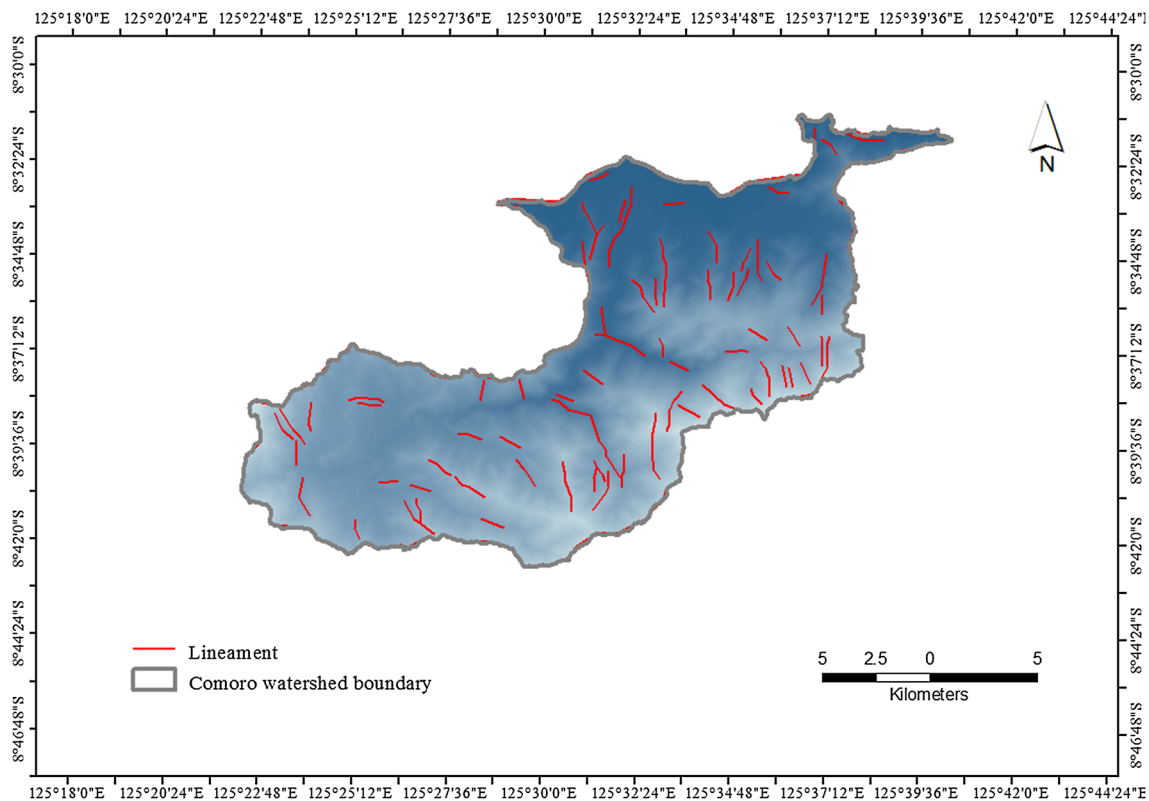 125°18'0"E 125°20'24"E 125°22'48"E 125°25'12"E 125°27'36"E 125°30'0"E 125°32'24"E 125°34'48"E 125°37'12"E 125°39'36"E 125°42'0"E 125°44'24"
8°30'0"S
8°32'24"S
8°34'48"S
8°37'12"S
8°39'36"S
8°42'0"S
8°44'24"S
8°46'48"S
8°30'0"S
8°32'24"S
8°34'48"S
8°37'12"S
8°39'36"S
8°42'0"S
8°44'24"S
8°46'48"S
N
Lineament
Comoro watershed boundary
5 2.5 0 5
Kilometers
125°18'0"E 125°20'24"E 125°22'48"E 125°25'12"E 125°27'36"E 125°30'0"E 125°32'24"E 125°34'48"E 125°37'12"E 125°39'36"E 125°42'0"E 125°44'24"E